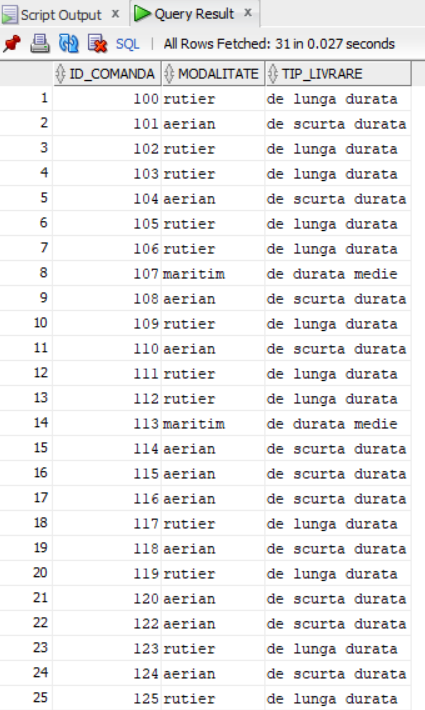 Script Output x Query Result x
SQL | All Rows Fetched: 31 in 0.027 seconds
ID_COMANDA MODALITATE TIP_LIVRARE
1 100 rutier de lunga durata
2 101 aerian de scurta durata
3 102 rutier de lunga durata
4 103 rutier de lunga durata
5 104 aerian de scurta durata
6 105 rutier de lunga durata
7 106 rutier de lunga durata
8 107 maritim de durata medie
9 108 aerian de scurta durata
10 109 rutier de lunga durata
11 110 aerian de scurta durata
12 111 rutier de lunga durata
13 112 rutier de lunga durata
14 113 maritim de durata medie
15 114 aerian de scurta durata
16 115 aerian de scurta durata
17 116 aerian de scurta durata
18 117 rutier de lunga durata
19 118 aerian de scurta durata
20 119 rutier de lunga durata
21 120 aerian de scurta durata
22 122 aerian de scurta durata
23 123 rutier de lunga durata
24 124 aerian de scurta durata
25 125 rutier de lunga durata